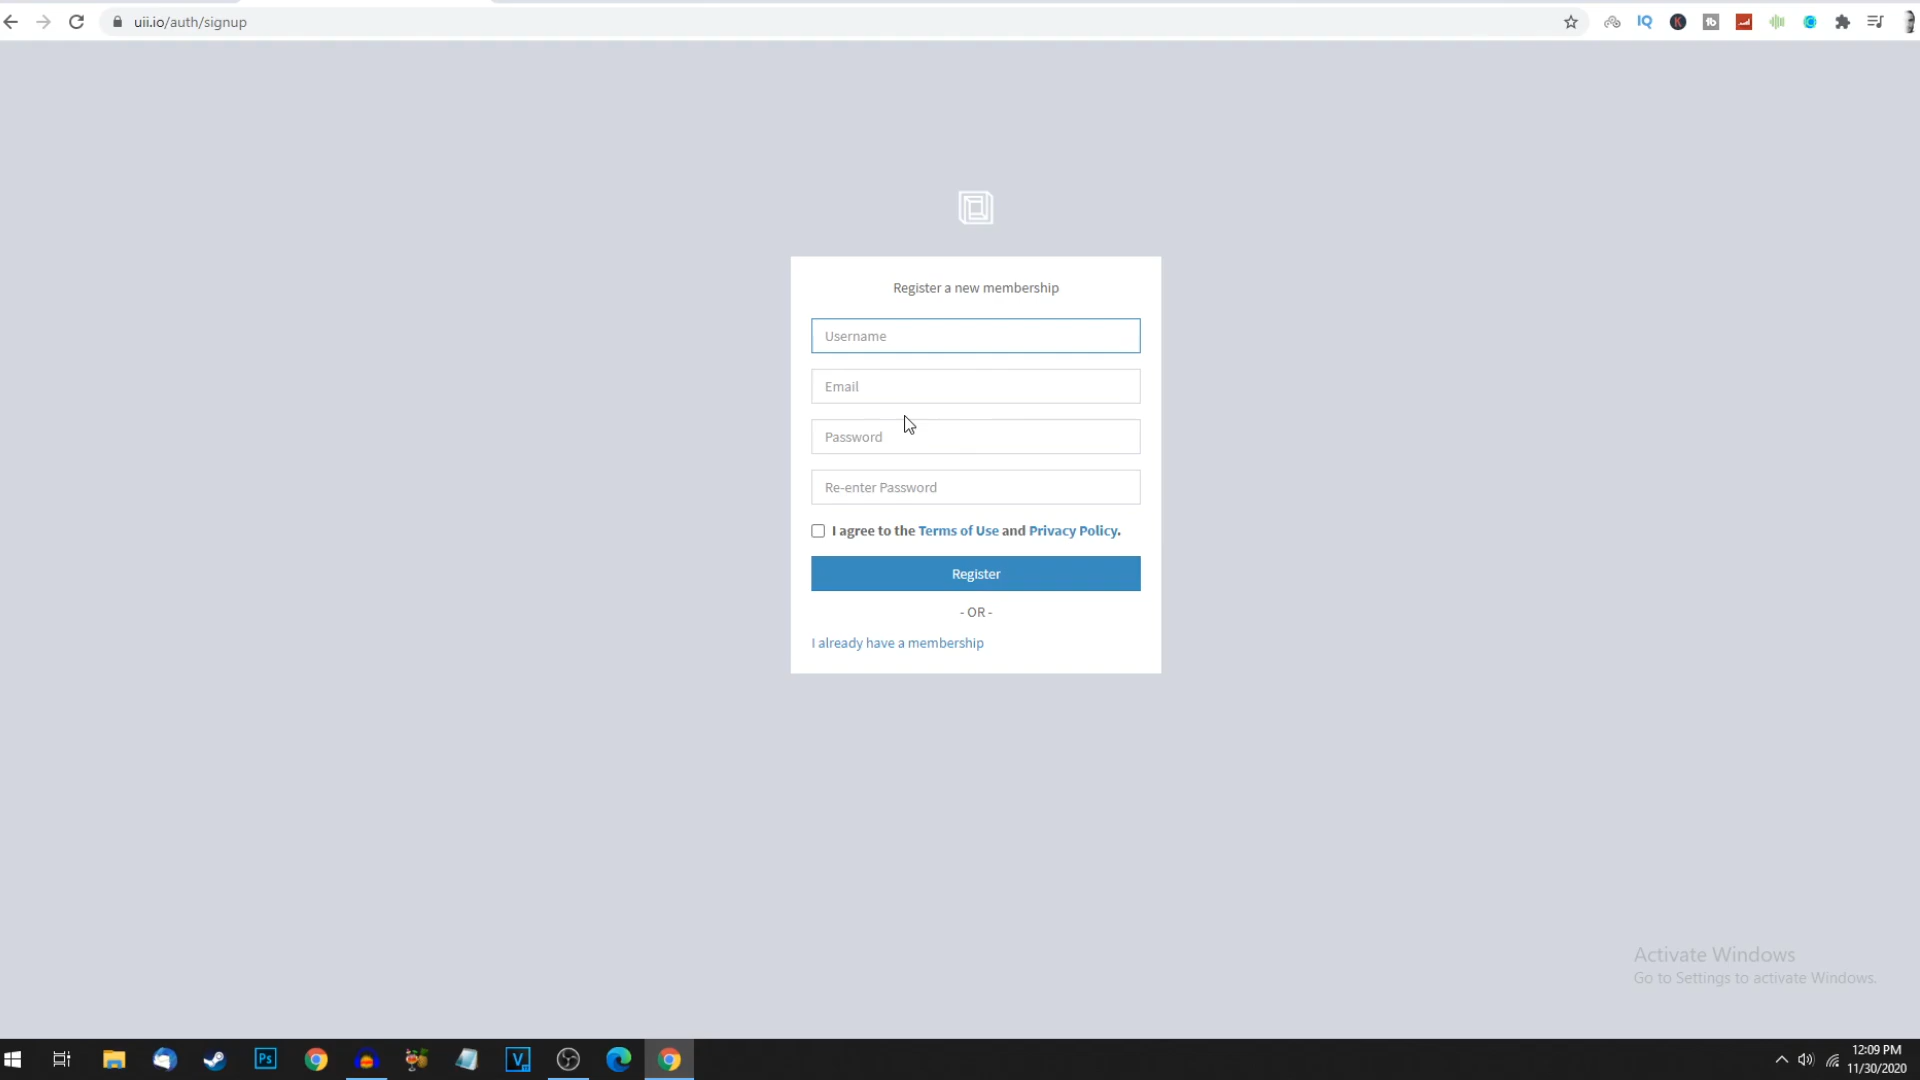 uii.io/auth/signup
IQ
K
Register a new membership
Username
Email
Password
Re-enter Password
I agree to the Terms of Use and Privacy Policy.
Register
- OR -
I already have a membership
Activate Windows
Go to Settings to activate Windows.
Ps
V
12:09 PM
11/30/2020